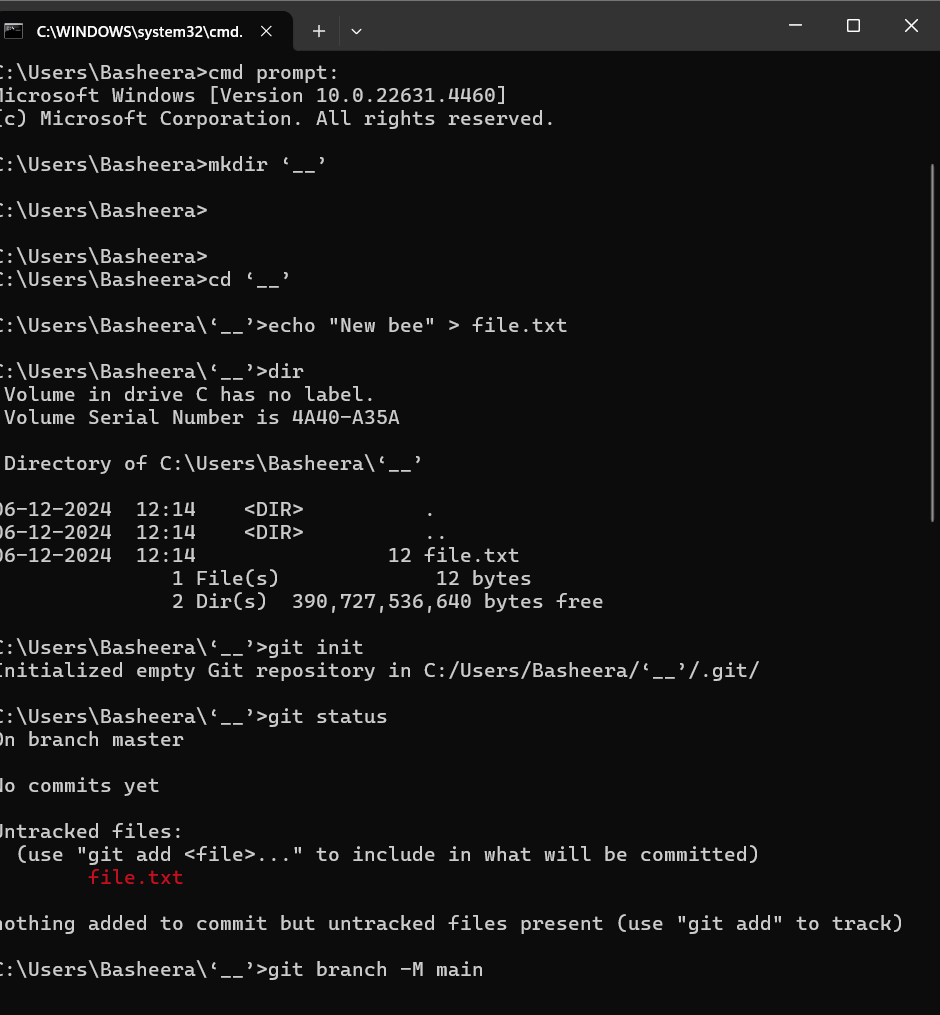 C:\WINDOWS\system32\cmd.
C:\Users\Basheera>cmd prompt:
Microsoft Windows [Version 10.0.22631.4460]
(c) Microsoft Corporation. All rights reserved.
C:\Users\Basheera>mkdir ‘__’
C:\Users\Basheera>
C:\Users\Basheera>
C:\Users\Basheera>cd ‘__’
C:\Users\Basheera\‘__’>echo "New bee" > file.txt
C:\Users\Basheera\‘__’>dir
Volume in drive C has no label.
Volume Serial Number is 4A40-A35A
Directory of C:\Users\Basheera\‘__’
06-12-2024  12:14    <DIR>          .
06-12-2024  12:14    <DIR>          ..
06-12-2024  12:14                12 file.txt
1 File(s)             12 bytes
2 Dir(s)  390,727,536,640 bytes free
C:\Users\Basheera\‘__’>git init
Initialized empty Git repository in C:/Users/Basheera/‘__’/.git/
C:\Users\Basheera\‘__’>git status
On branch master
No commits yet
Untracked files:
(use "git add <file>..." to include in what will be committed)
file.txt
nothing added to commit but untracked files present (use "git add" to track)
C:\Users\Basheera\‘__’>git branch -M main